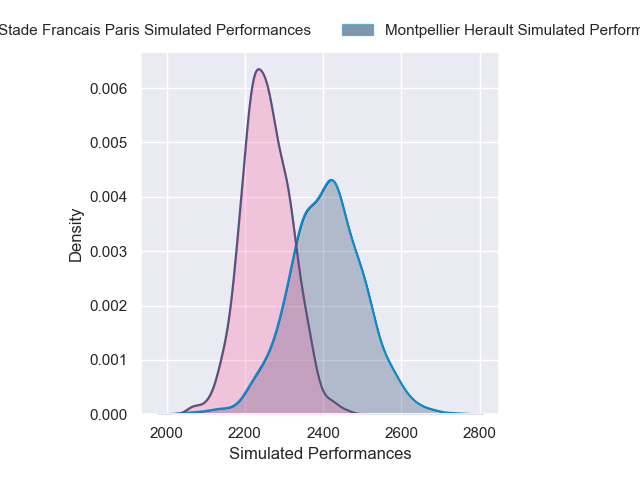 Stade Francais Paris Simulated Performances
Montpellier Herault Simulated Perform
0.006
0.005
0.004
0.003
0.002
0.001
0.000
Density
2000 2200 2400 2600 2800
Simulated Performances